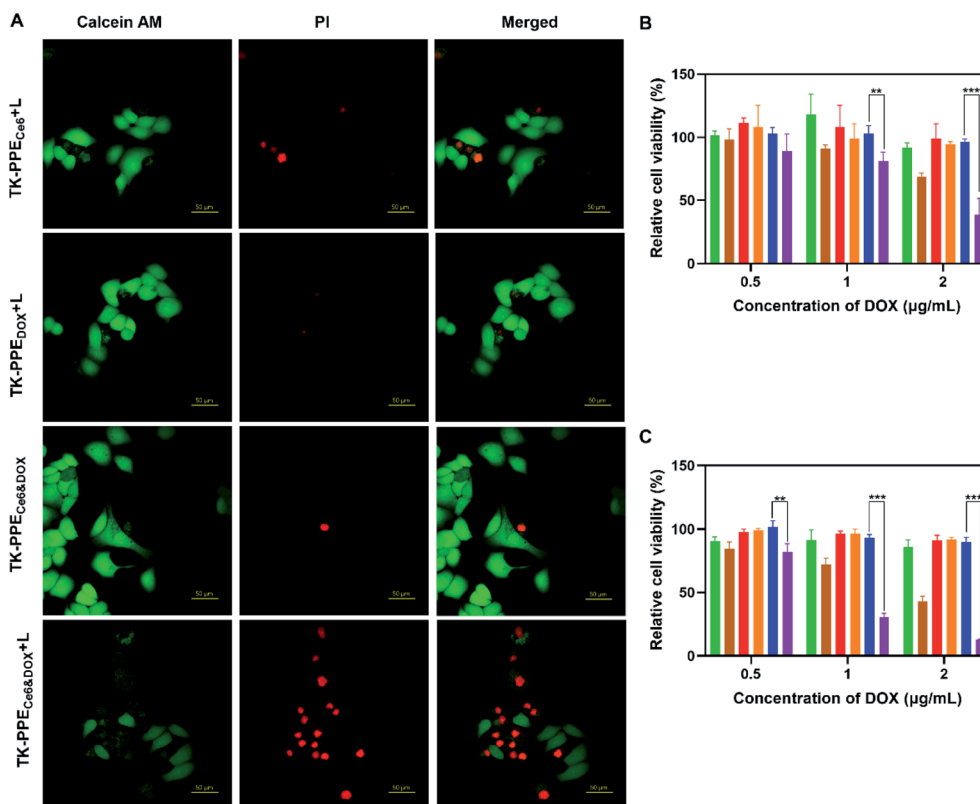 A
Calcein AM
PI
Merged
TK-PPECe6+L
50 µm
50 µm
50 µm
TK-PPEDOX+L
50 µm
50 µm
50 µm
TK-PPECe6&DOX
50 µm
50 µm
50 µm
TK-PPECe6&DOX+L
50 µm
50 µm
50 µm
B
Relative cell viability (%)
150
100
50
0
**
***
0.5
1
2
Concentration of DOX (µg/mL)
C
Relative cell viability (%)
150
100
50
0
**
***
***
0.5
1
2
Concentration of DOX (µg/mL)